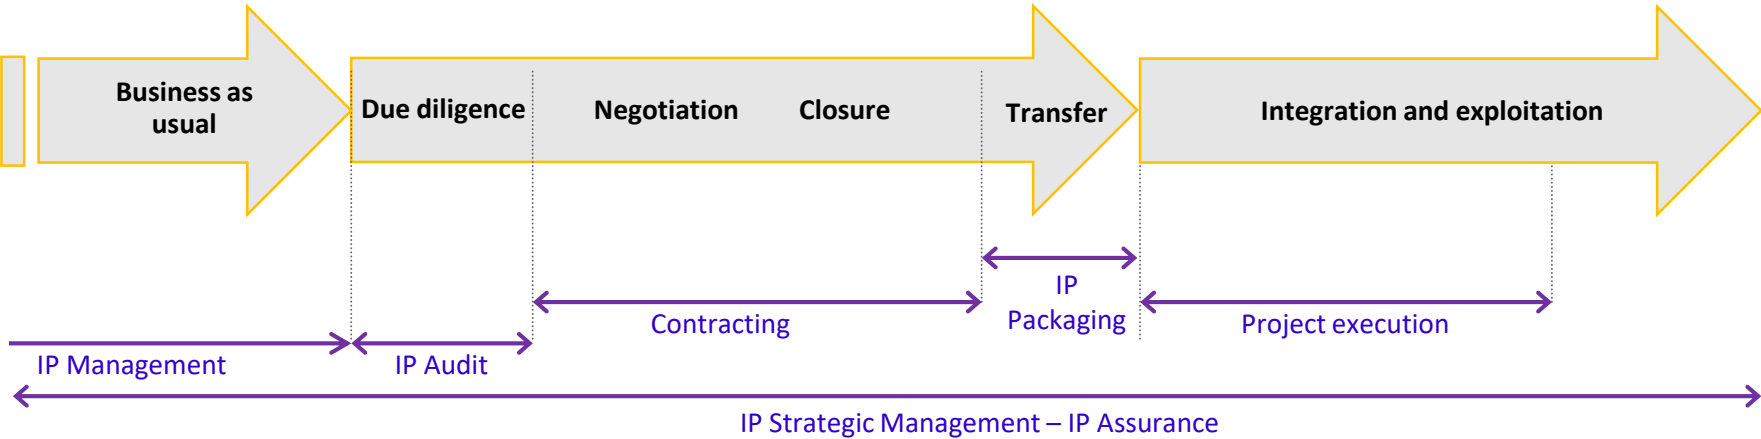 Business as
usual
Due diligence
Negotiation
Closure
Transfer
Integration and exploitation
IP
Packaging
Contracting
Project execution
IP Management
IP Audit
IP Strategic Management – IP Assurance